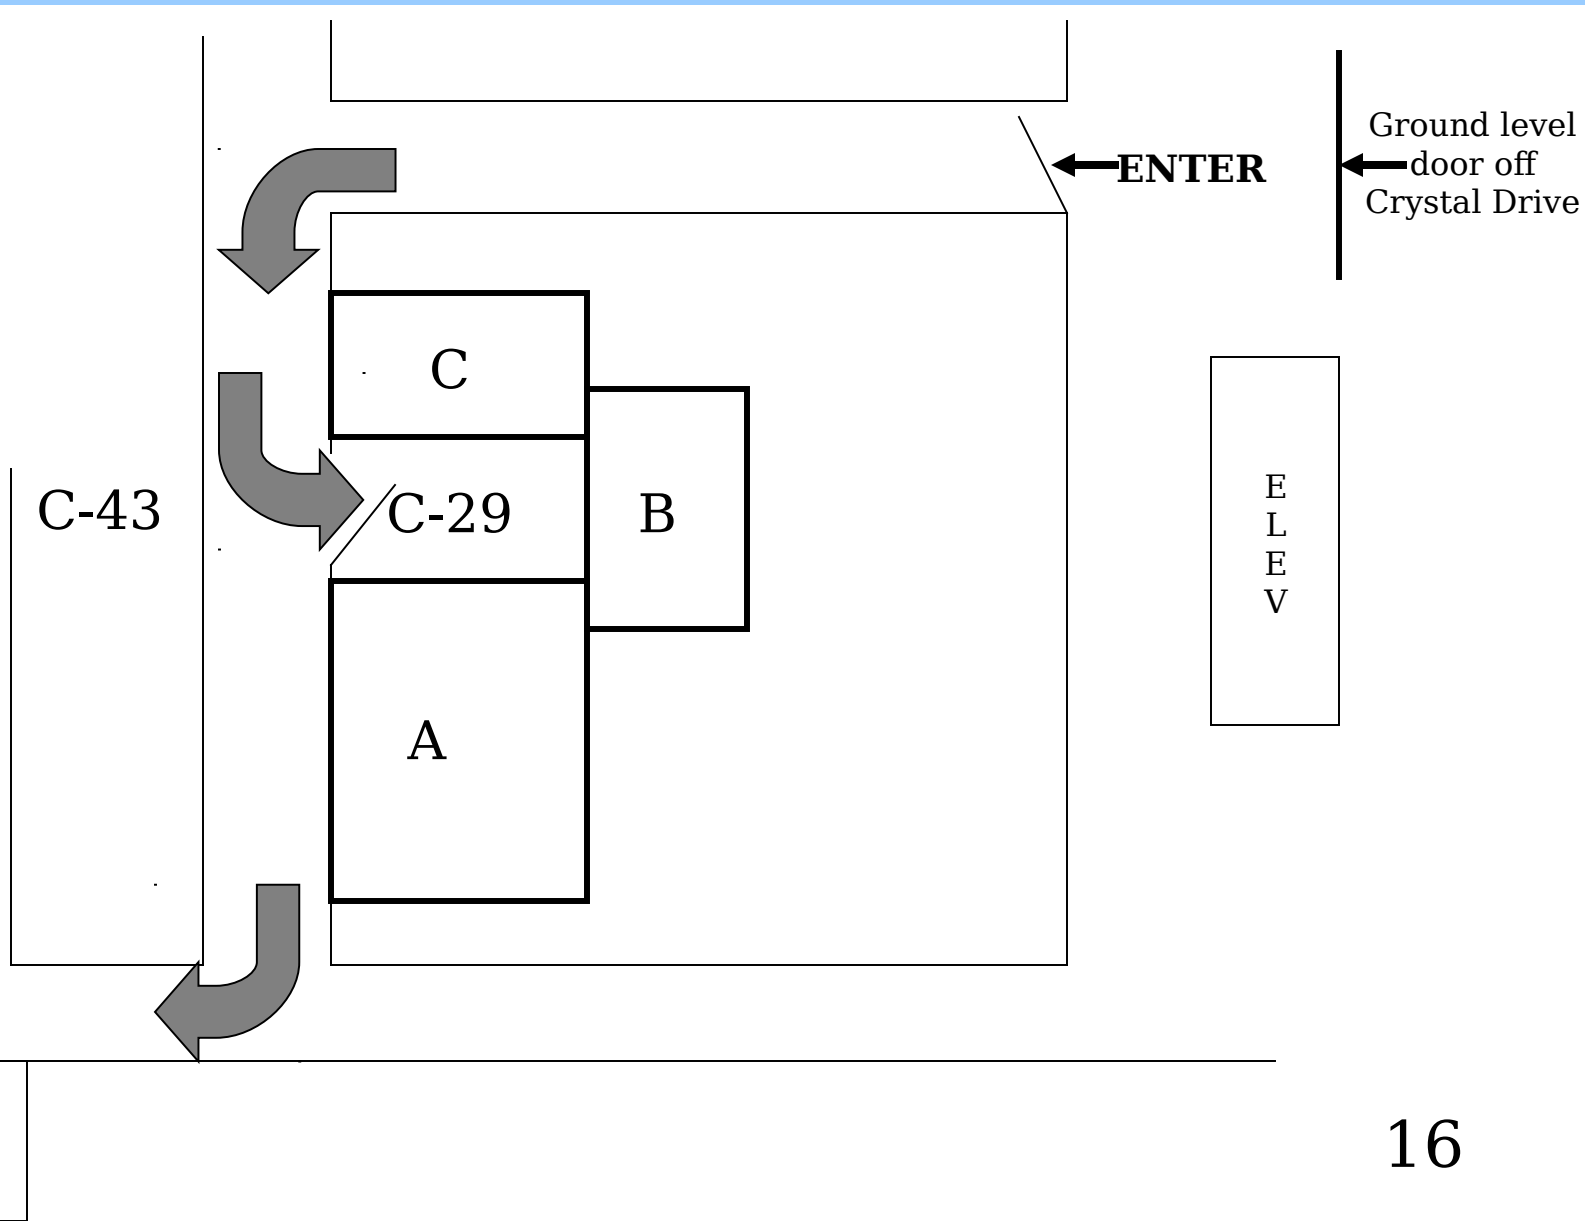 Ground level
door off
Crystal Drive
ENTER
C
C-43
C-29
B
E
L
E
V
A
16